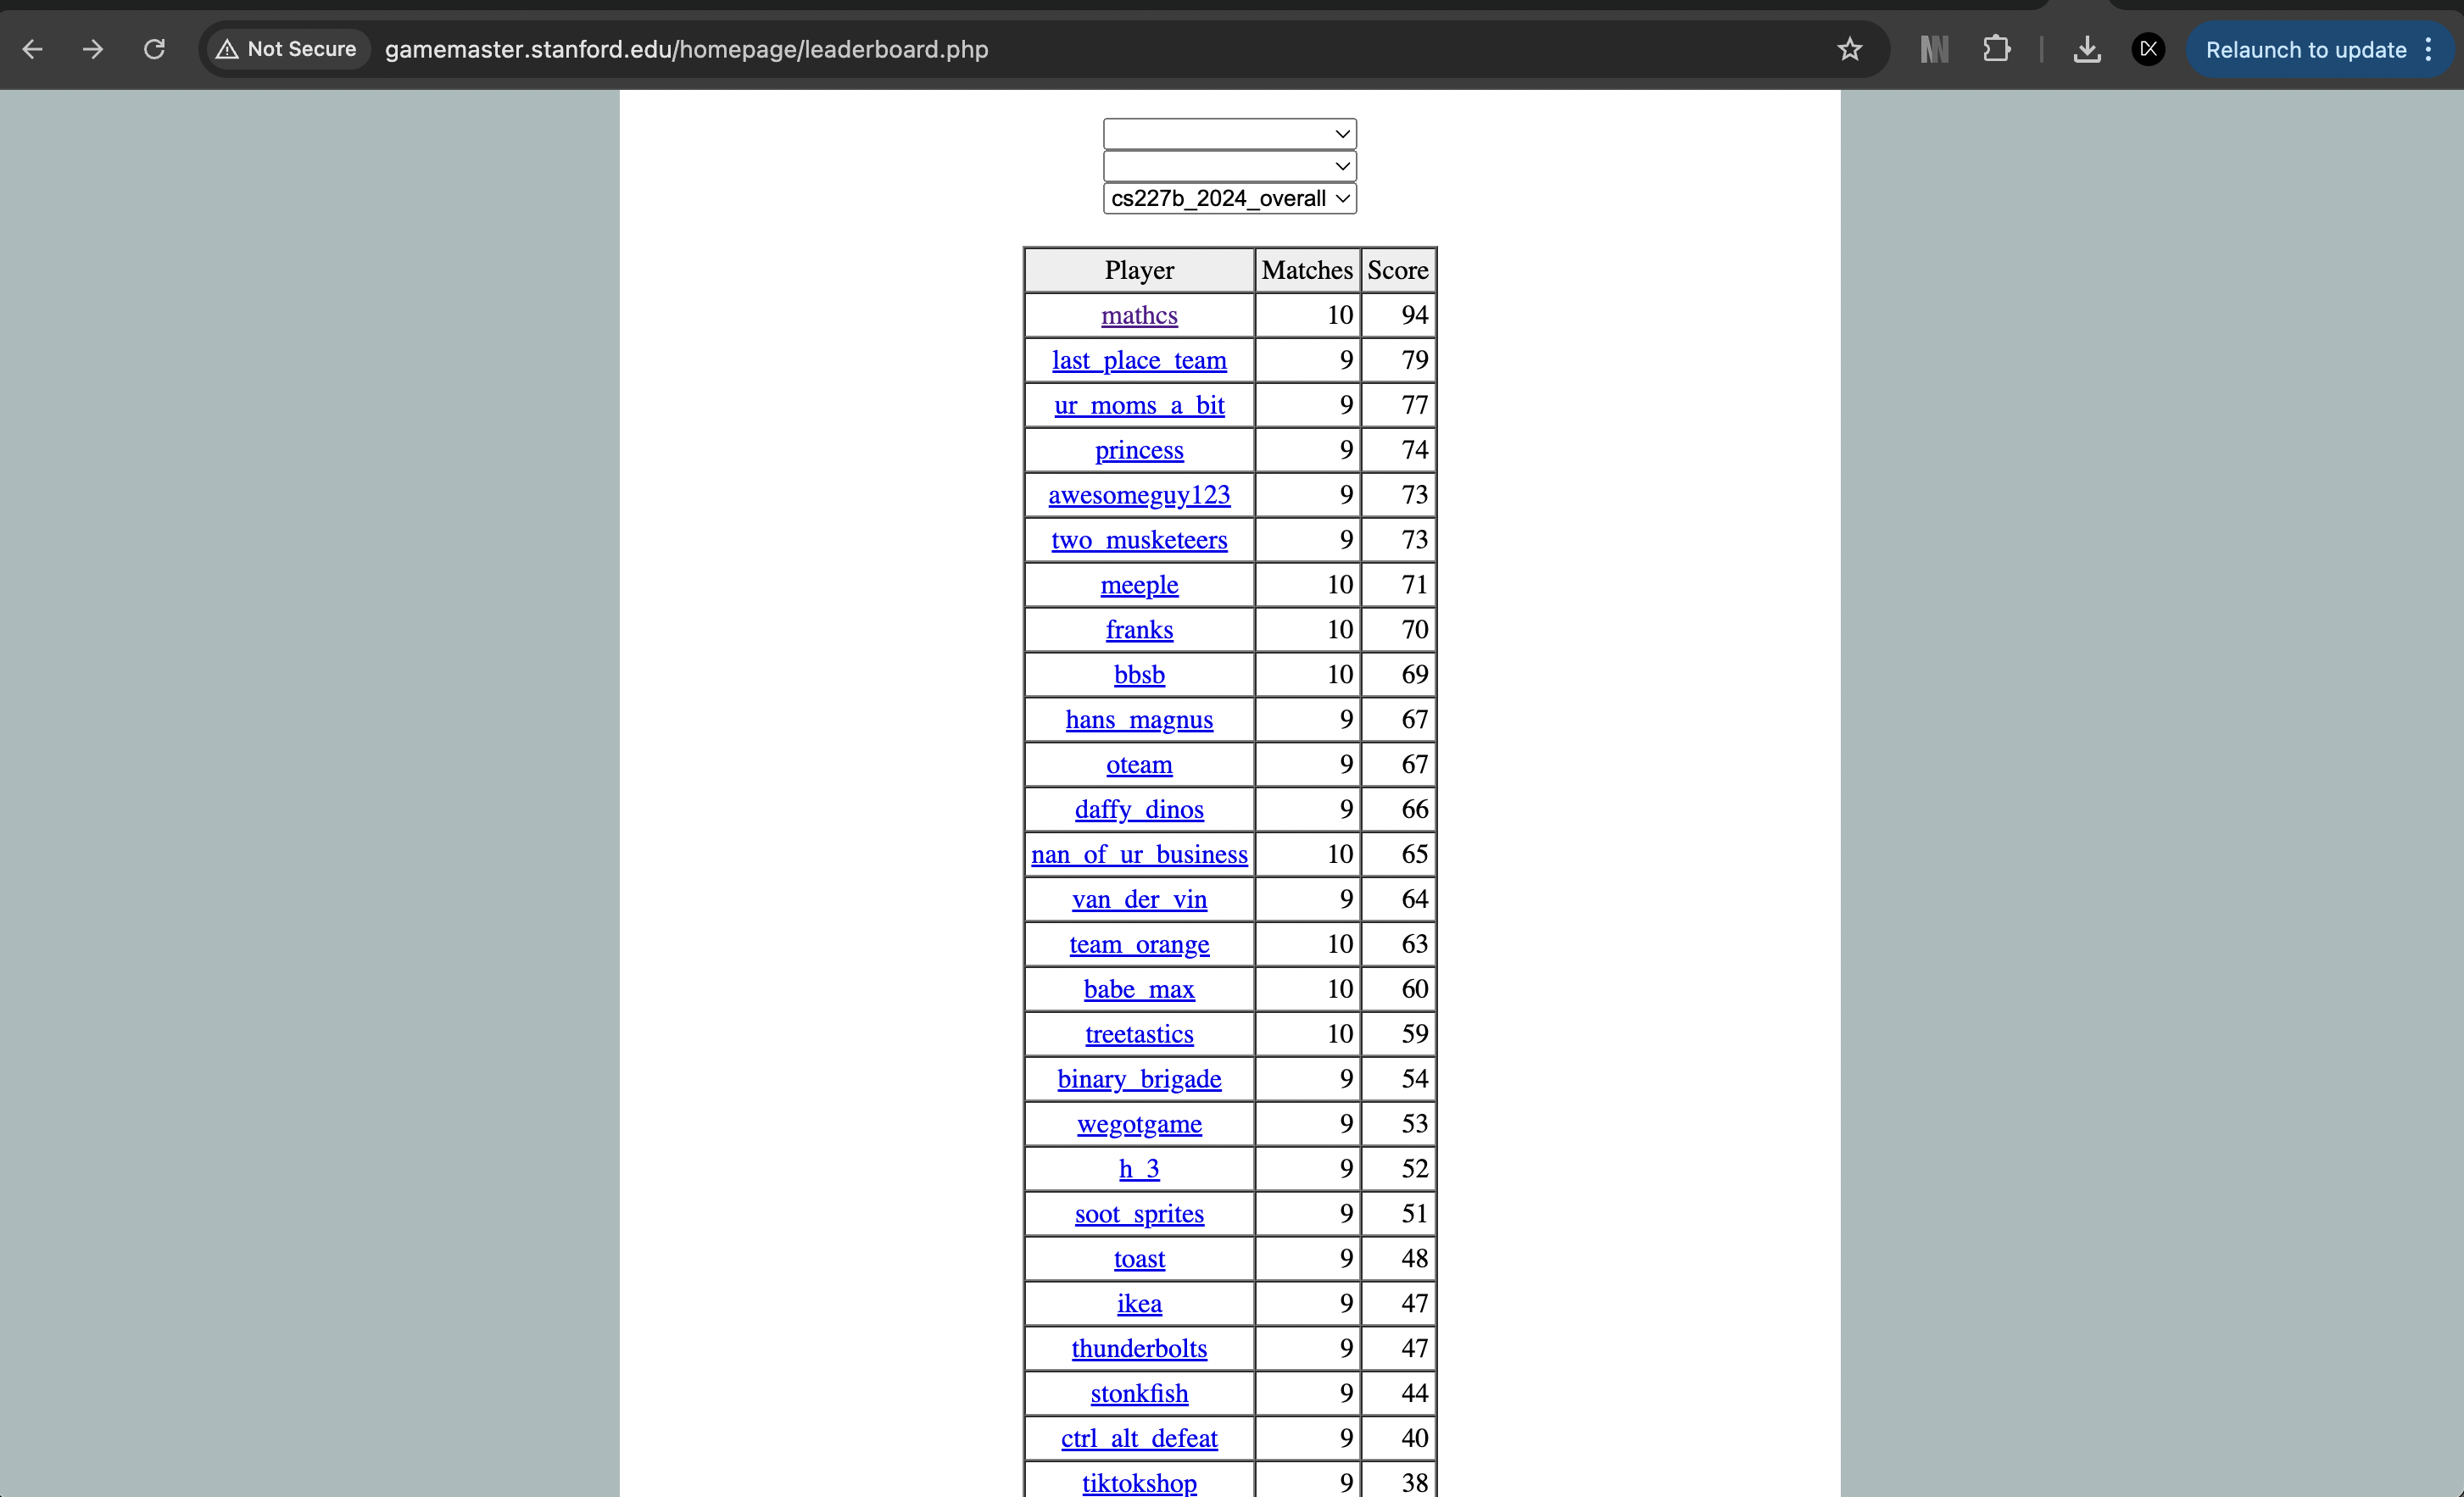 Not Secure gamemaster.stanford.edu/homepage/leaderboard.php Relaunch to update
cs227b_2024_overall
Player Matches Score
mathcs 10 94
last_place_team 9 79
ur_moms_a_bit 9 77
princess 9 74
awesomeguy123 9 73
two_musketeers 9 73
meeple 10 71
franks 10 70
bbsb 10 69
hans_magnus 9 67
oteam 9 67
daffy_dinos 9 66
nan_of_ur_business 10 65
van_der_vin 9 64
team_orange 10 63
babe_max 10 60
treetastics 10 59
binary_brigade 9 54
wegotgame 9 53
h_3 9 52
soot_sprites 9 51
toast 9 48
ikea 9 47
thunderbolts 9 47
stonkfish 9 44
ctrl_alt_defeat 9 40
tiktokshop 9 38